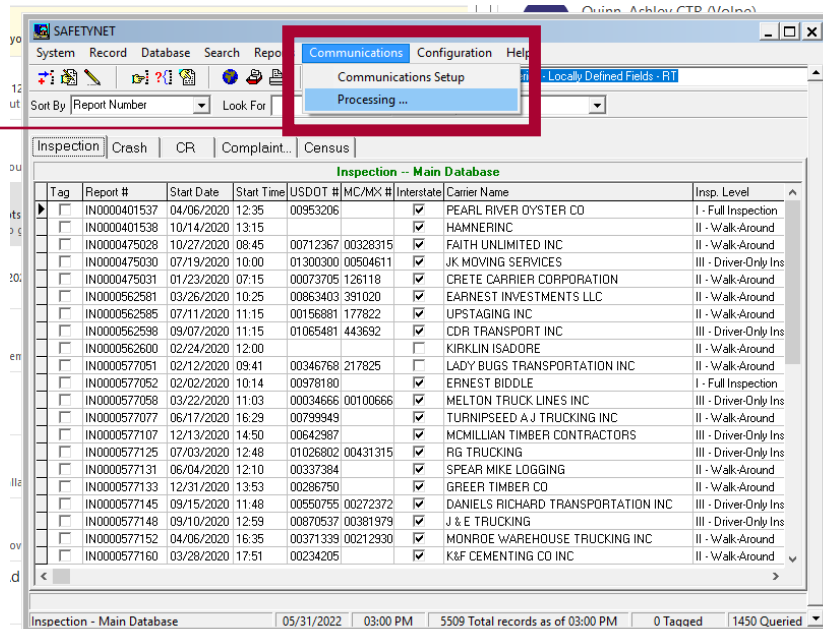 Quinn, Ashley CTR (Volpe)
SAFETYNET
System Record Database Search Repo Communications Configuration Help
Communications Setup
Processing ...
- Locally Defined Fields - RT
Sort By Report Number Look For
Inspection Crash CR Complaint... Census
Inspection -- Main Database
Tag Report # Start Date Start Time USDOT # MC/MX # Interstate Carrier Name Insp. Level
IN0000401537 04/06/2020 12:35 00953206 PEARL RIVER OYSTER CO I - Full Inspection
IN0000401538 10/14/2020 13:15 HAMNERINC II - Walk-Around
IN0000475028 10/27/2020 08:45 00712367 00328315 FAITH UNLIMITED INC II - Walk-Around
IN0000475030 07/19/2020 10:00 01300300 00504611 JK MOVING SERVICES III - Driver-Only Ins
IN0000475031 01/23/2020 07:15 00073705 126118 CRETE CARRIER CORPORATION II - Walk-Around
IN0000562581 03/26/2020 10:25 00863403 391020 EARNEST INVESTMENTS LLC II - Walk-Around
IN0000562585 07/11/2020 11:15 00156881 177822 UPSTAGING INC II - Walk-Around
IN0000562598 09/07/2020 11:15 01065481 443692 CDR TRANSPORT INC III - Driver-Only Ins
IN0000562600 02/24/2020 12:00 KIRKLIN ISADORE II - Walk-Around
IN0000577051 02/12/2020 09:41 00346768 217825 LADY BUGS TRANSPORTATION INC II - Walk-Around
IN0000577052 02/02/2020 10:14 00978180 ERNEST BIDDLE I - Full Inspection
IN0000577058 03/22/2020 11:03 00034666 00100666 MELTON TRUCK LINES INC III - Driver-Only Ins
IN0000577077 06/17/2020 16:29 00799949 TURNIPSEED A J TRUCKING INC II - Walk-Around
IN0000577107 12/13/2020 14:50 00642987 MCMILLIAN TIMBER CONTRACTORS III - Driver-Only Ins
IN0000577125 07/03/2020 12:48 01026802 00431315 RG TRUCKING III - Driver-Only Ins
IN0000577131 06/04/2020 12:10 00337384 SPEAR MIKE LOGGING II - Walk-Around
IN0000577133 12/31/2020 13:53 00286750 GREER TIMBER CO II - Walk-Around
IN0000577145 09/15/2020 11:48 00550755 00272372 DANIELS RICHARD TRANSPORTATION INC III - Driver-Only Ins
IN0000577148 09/10/2020 12:59 00870537 00381979 J & E TRUCKING III - Driver-Only Ins
IN0000577152 04/06/2020 16:35 00371339 00212930 MONROE WAREHOUSE TRUCKING INC II - Walk-Around
IN0000577160 03/28/2020 17:51 00234205 K&F CEMENTING CO INC II - Walk-Around
Inspection - Main Database 05/31/2022 03:00 PM 5509 Total records as of 03:00 PM 0 Tagged 1450 Queried